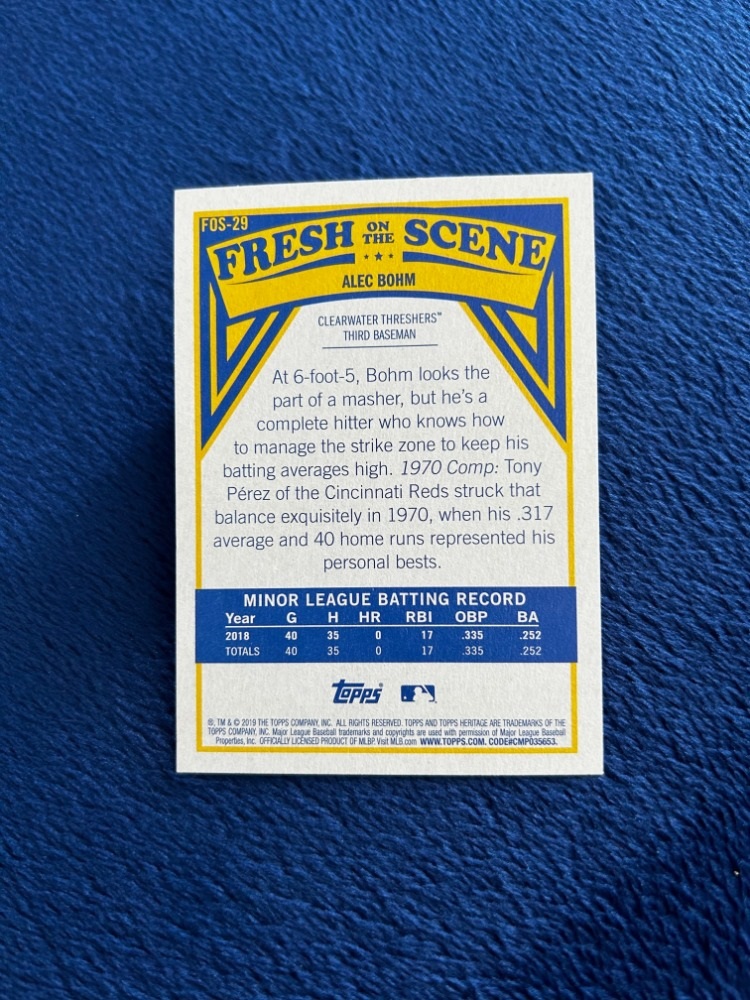 FOS-29
FRESH ON THE SCENE
ALEC BOHM
CLEARWATER THRESHERS™
THIRD BASEMAN
At 6-foot-5, Bohm looks the
part of a masher, but he's a
complete hitter who knows how
to manage the strike zone to keep his
batting averages high. 1970 Comp: Tony
Pérez of the Cincinnati Reds struck that
balance exquisitely in 1970, when his .317
average and 40 home runs represented his
personal bests.
MINOR LEAGUE BATTING RECORD
Year G H HR RBI OBP BA
2018 40 35 0 17 .335 .252
TOTALS 40 35 0 17 .335 .252
Topps®
®, TM & © 2019 THE TOPPS COMPANY, INC. ALL RIGHTS RESERVED. TOPPS AND TOPPS HERITAGE ARE TRADEMARKS OF THE
TOPPS COMPANY, INC. Major League Baseball trademarks and copyrights are used with permission of Major League Baseball
Properties, Inc. OFFICIALLY LICENSED PRODUCT OF MLBP. Visit MLB.com WWW.TOPPS.COM. CODE#CMP035653.